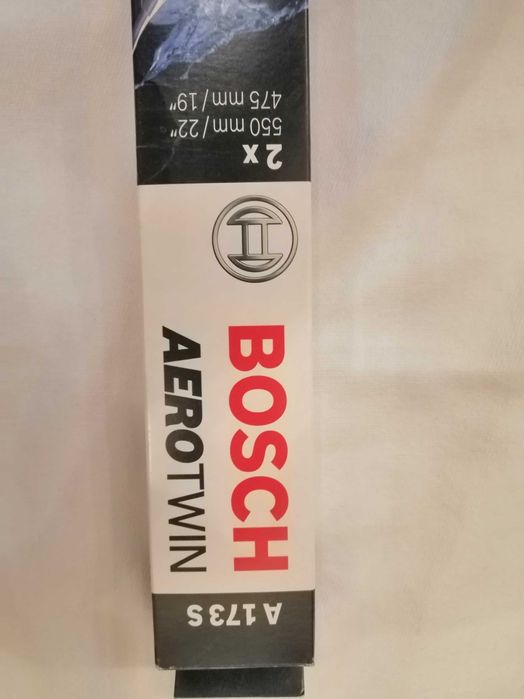 2 x
550 mm / 22"
475 mm / 19"
BOSCH
AEROTWIN
A 173 S